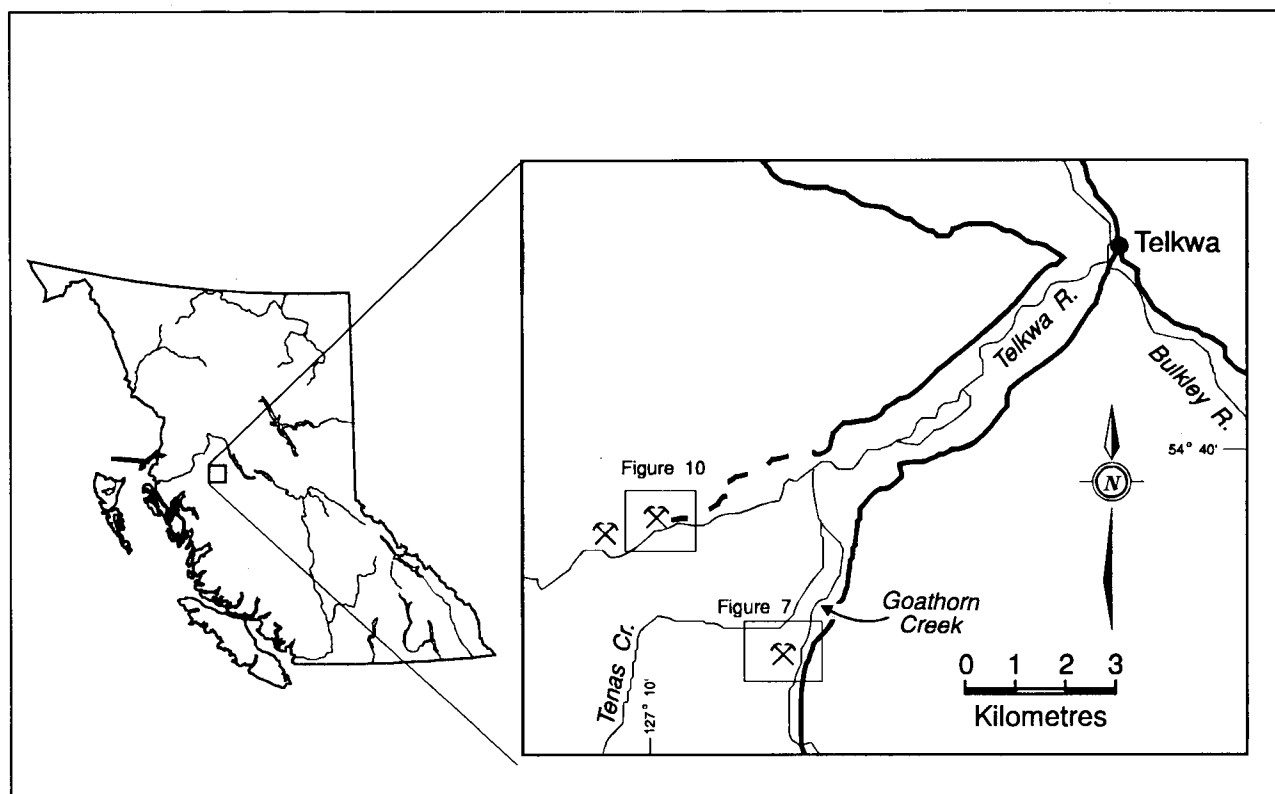 Telkwa
Telkwa R.
Bulkley R.
54° 40'
Figure 10
N
Figure 7
Goathorn
Creek
Tenas Cr.
127° 10'
0 1 2 3
Kilometres